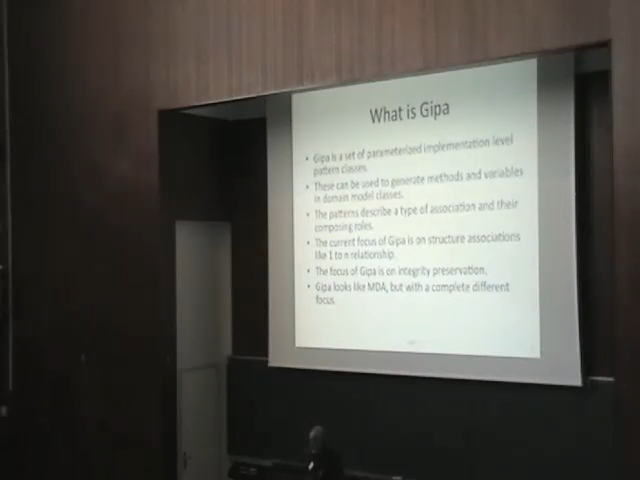 What is Gipa
• Gipa is a set of parameterized implementation level
pattern classes.
• These can be used to generate methods and variables
in domain model classes.
• The patterns describe a type of association and their
composing roles.
• The current focus of Gipa is on structure associations
like 1 to n relationship.
• The focus of Gipa is on integrity preservation.
• Gipa looks like MDA, but with a complete different
focus.